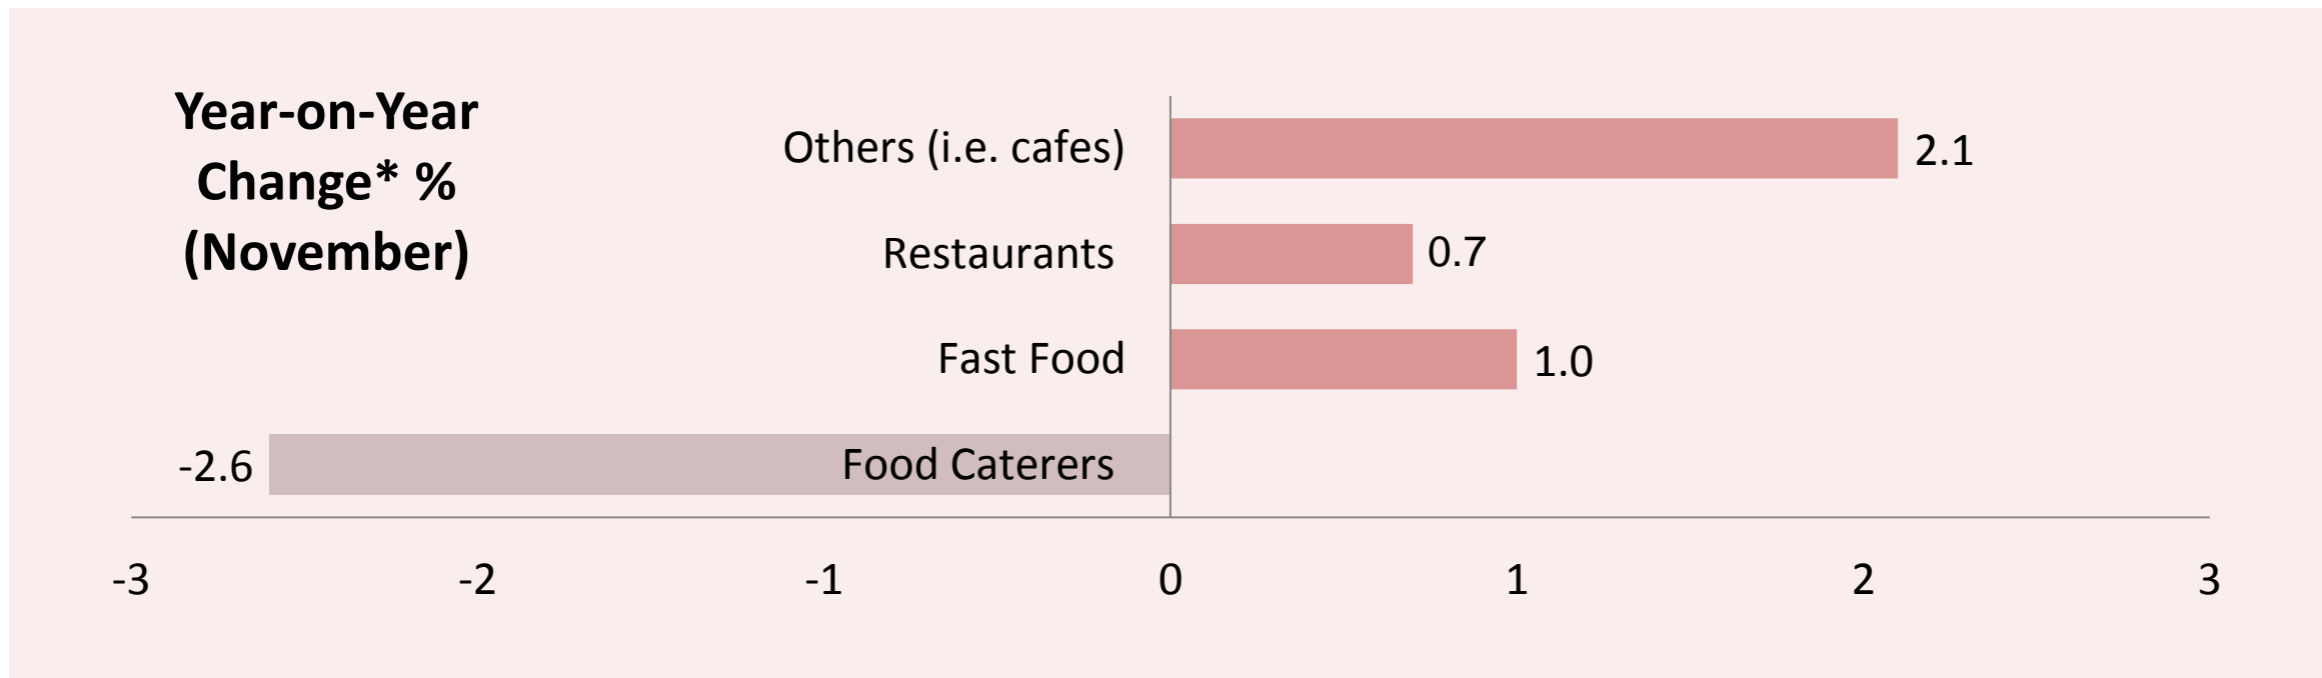 Year-on-Year
Change* %
(November)
Others (i.e. cafes) 2.1
Restaurants 0.7
Fast Food 1.0
-2.6 Food Caterers
-3 -2 -1 0 1 2 3